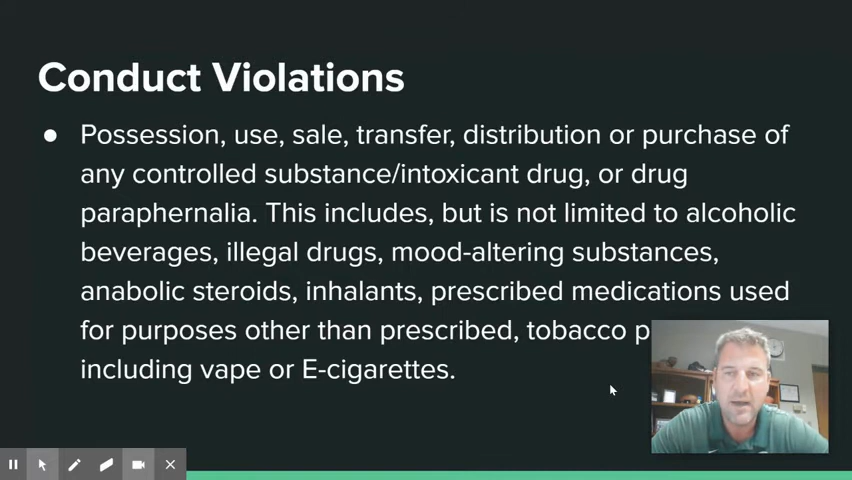 Conduct Violations
● Possession, use, sale, transfer, distribution or purchase of
any controlled substance/intoxicant drug, or drug
paraphernalia. This includes, but is not limited to alcoholic
beverages, illegal drugs, mood-altering substances,
anabolic steroids, inhalants, prescribed medications used
for purposes other than prescribed, tobacco
including vape or E-cigarettes.